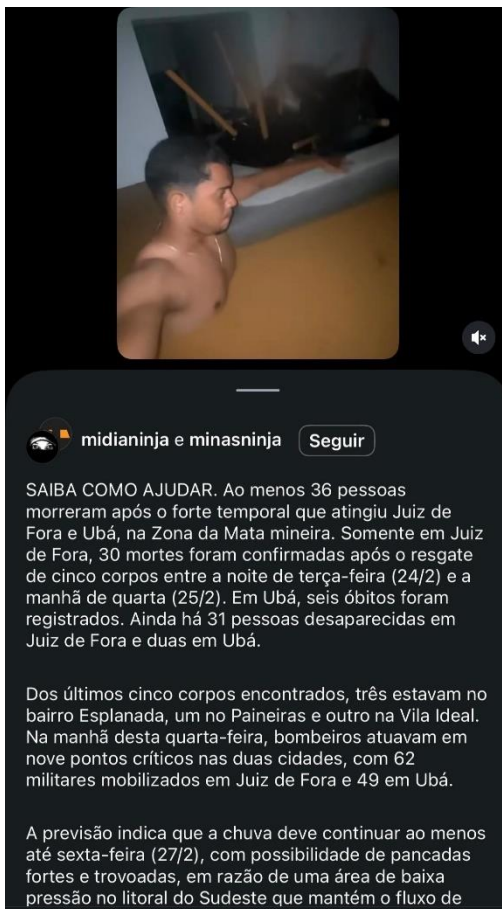 midianinja e minasninja Seguir
SAIBA COMO AJUDAR. Ao menos 36 pessoas
morreram após o forte temporal que atingiu Juiz de
Fora e Ubá, na Zona da Mata mineira. Somente em Juiz
de Fora, 30 mortes foram confirmadas após o resgate
de cinco corpos entre a noite de terça-feira (24/2) e a
manhã de quarta (25/2). Em Ubá, seis óbitos foram
registrados. Ainda há 31 pessoas desaparecidas em
Juiz de Fora e duas em Ubá.
Dos últimos cinco corpos encontrados, três estavam no
bairro Esplanada, um no Paineiras e outro na Vila Ideal.
Na manhã desta quarta-feira, bombeiros atuavam em
nove pontos críticos nas duas cidades, com 62
militares mobilizados em Juiz de Fora e 49 em Ubá.
A previsão indica que a chuva deve continuar ao menos
até sexta-feira (27/2), com possibilidade de pancadas
fortes e trovoadas, em razão de uma área de baixa
pressão no litoral do Sudeste que mantém o fluxo de